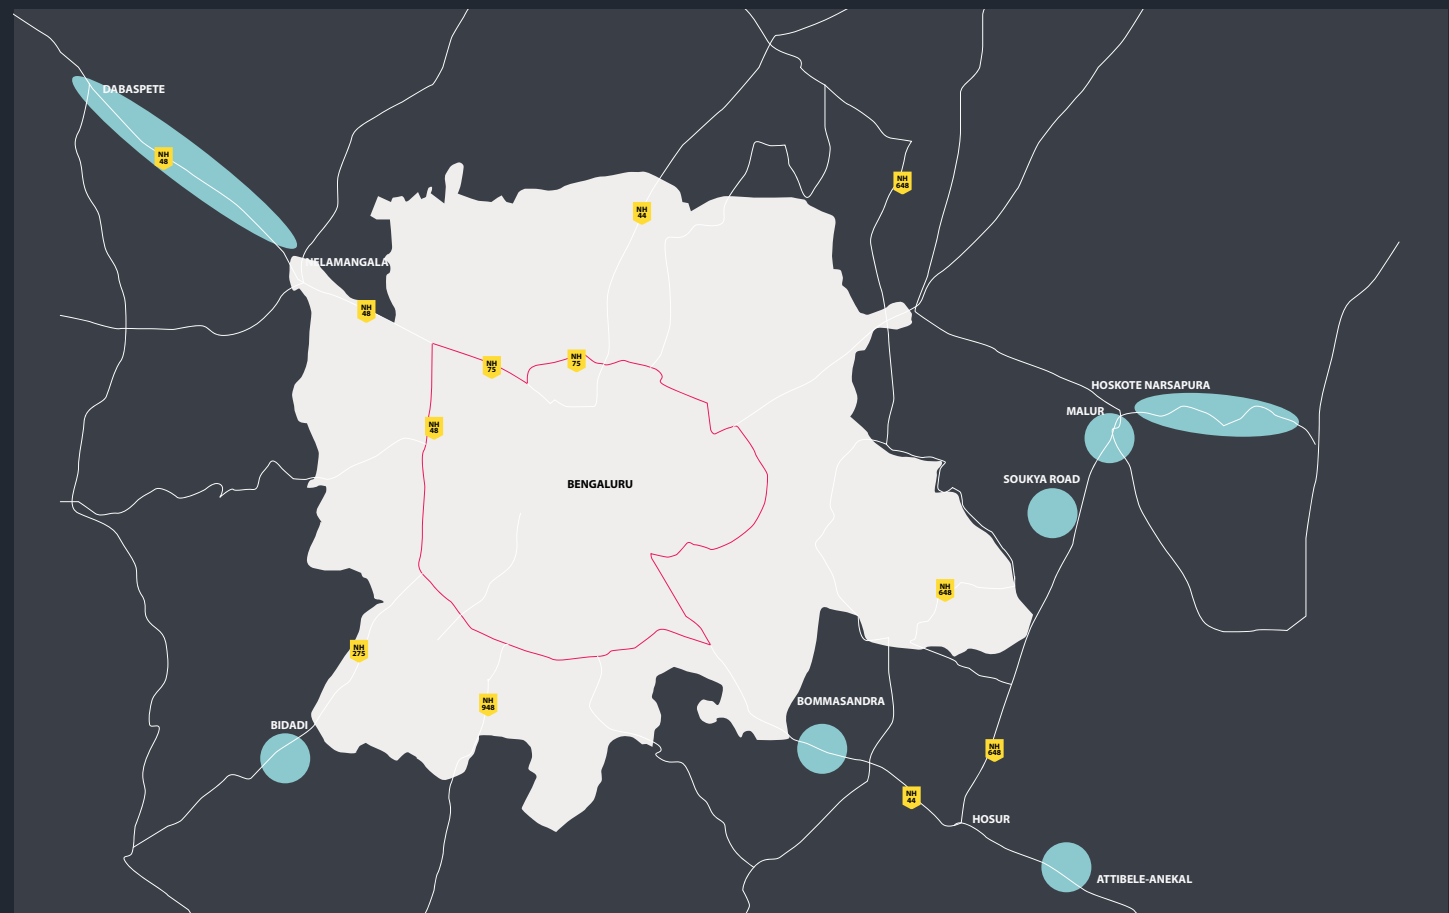 DABASPETE
NH
48
NH
648
NH
44
NELAMANGALA
NH
48
NH
75
NH
75
HOSKOTE NARSAPURA
MALUR
NH
48
SOUKYA ROAD
BENGALURU
NH
648
NH
275
BOMMASANDRA
NH
948
BIDADI
NH
648
NH
44
HOSUR
ATTIBELE-ANEKAL